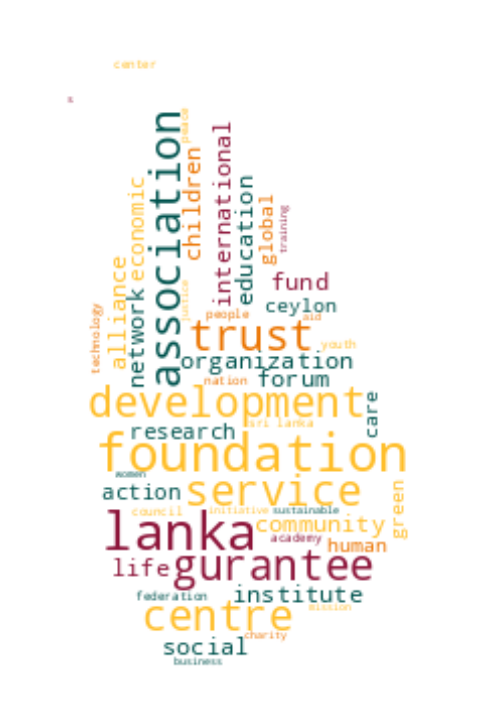 center
association
peace
international
children
education
economic
global
training
alliance
fund
network
justice
ceylon
technology
people
aid
trust
youth
organization
nation
forum
development
care
sri lanka
research
foundation
women
action
service
green
council
initiative
sustainable
lanka
community
academy
human
life
gurantee
federation
institute
centre
mission
charity
social
business